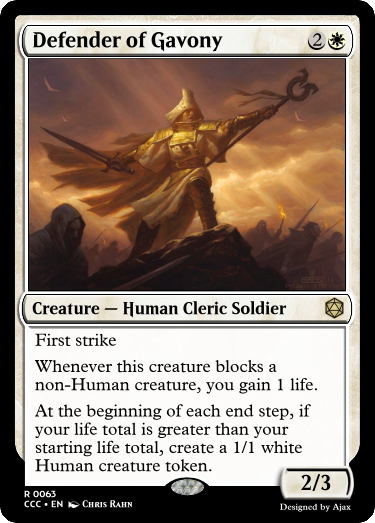 Defender of Gavony 2
Creature — Human Cleric Soldier
First strike
Whenever this creature blocks a
non-Human creature, you gain 1 life.
At the beginning of each end step, if
your life total is greater than your
starting life total, create a 1/1 white
Human creature token.
2/3
R 0063
CCC • EN Chris Rahn
Designed by Ajax